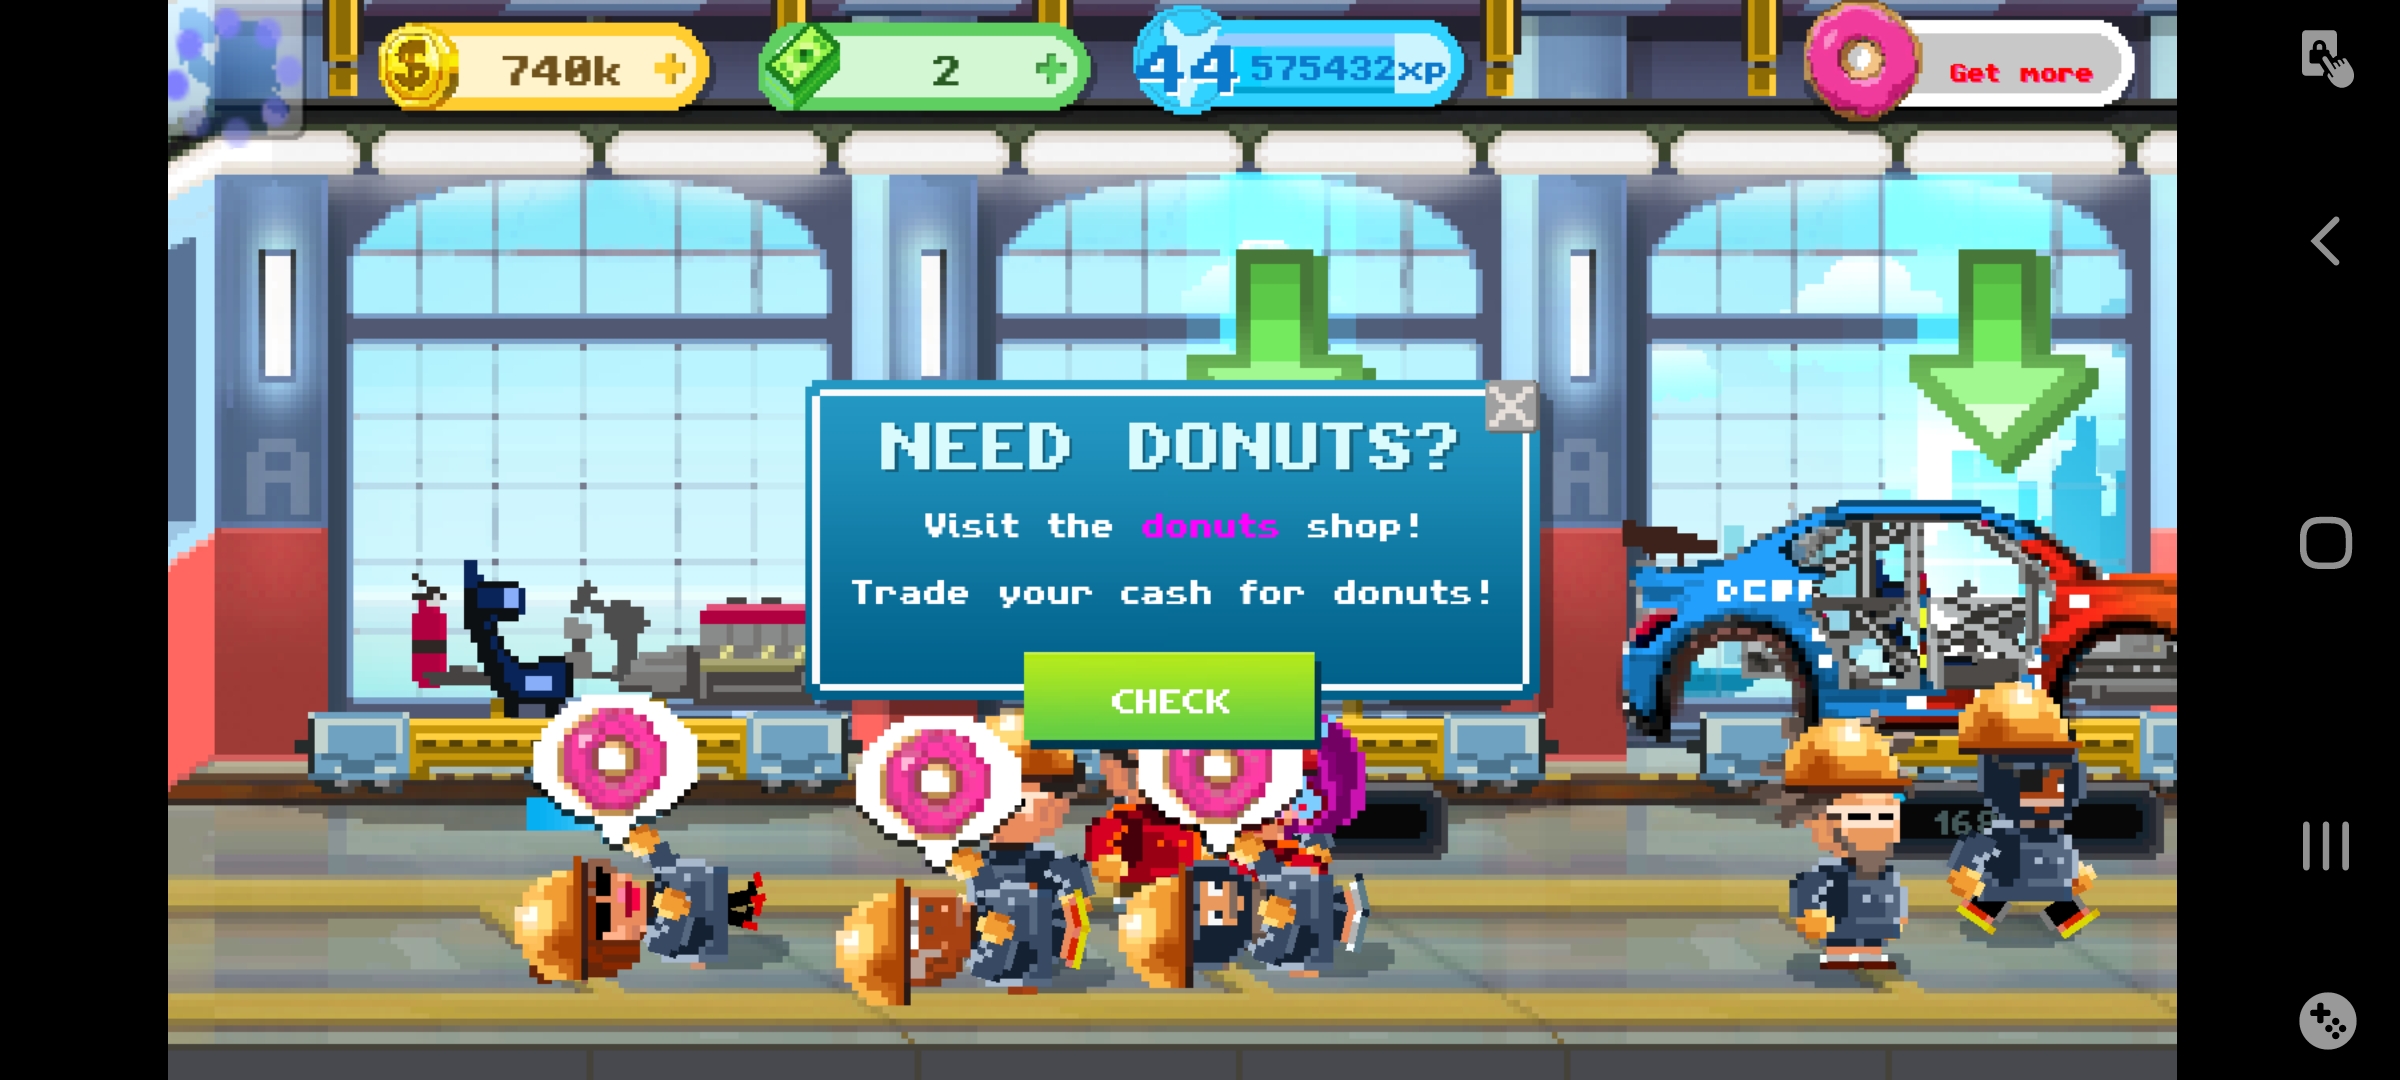 740k
2
44 575432xp
Get more
A
A
NEED DONUTS?
Visit the donuts shop!
Trade your cash for donuts!
CHECK